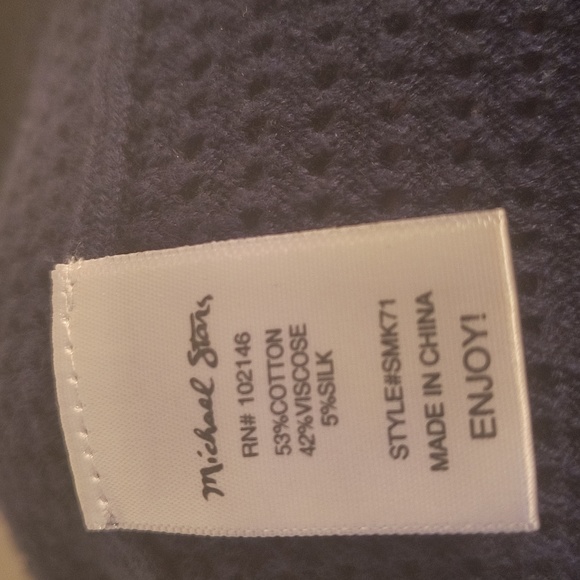 Michael Stars
RN# 102146
53%COTTON
42%VISCOSE
5%SILK
STYLE#SMK71
MADE IN CHINA
ENJOY!